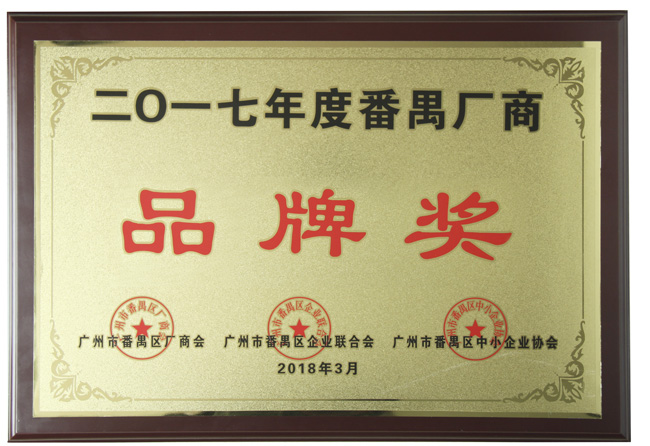 二〇一七年度番禺厂商
品牌奖
广州市番禺区厂商会 广州市番禺区企业联合会 广州市番禺区中小企业协会
2018年3月